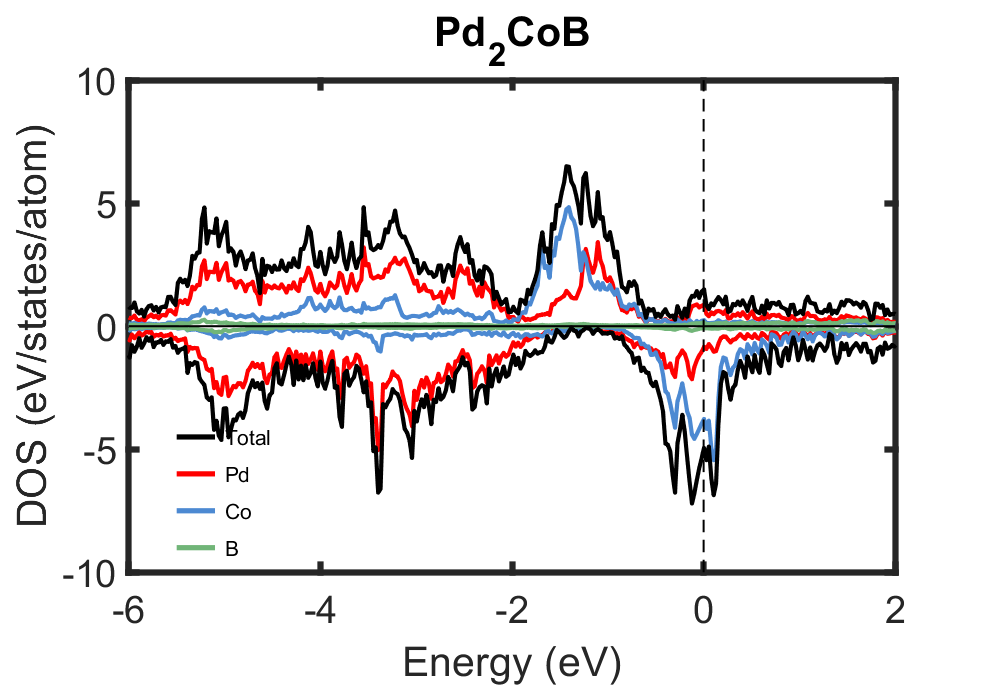 Pd2CoB
DOS (eV/states/atom)
10
5
0
-5
-10
Total
Pd
Co
B
-6
-4
-2
0
2
Energy (eV)